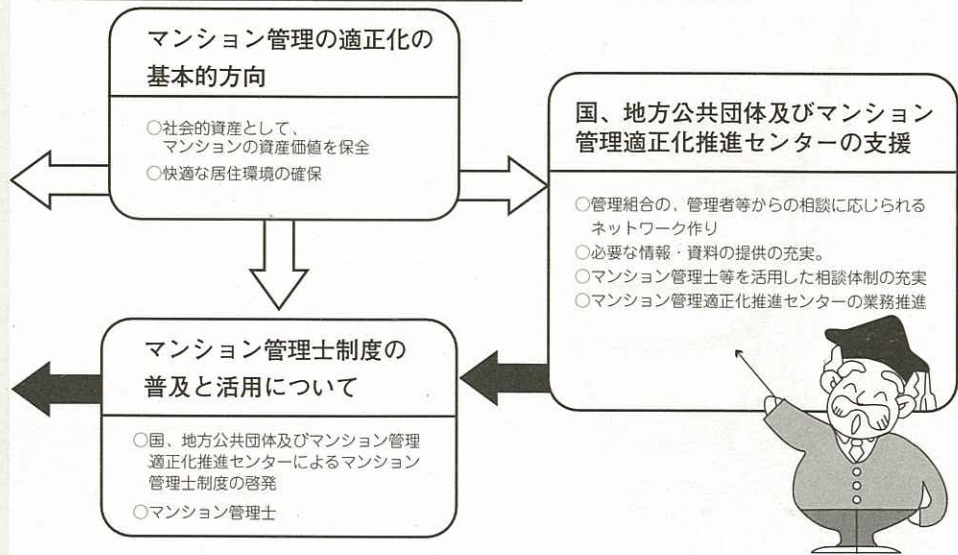 マンション管理の適正化の
基本的方向
○社会的資産として、
マンションの資産価値を保全
○快適な居住環境の確保
国、地方公共団体及びマンション
管理適正化推進センターの支援
○管理組合の、管理者等からの相談に応じられる
ネットワーク作り
○必要な情報・資料の提供の充実。
○マンション管理士等を活用した相談体制の充実
○マンション管理適正化推進センターの業務推進
マンション管理士制度の
普及と活用について
○国、地方公共団体及びマンション管理
適正化推進センターによるマンション
管理士制度の啓発
○マンション管理士